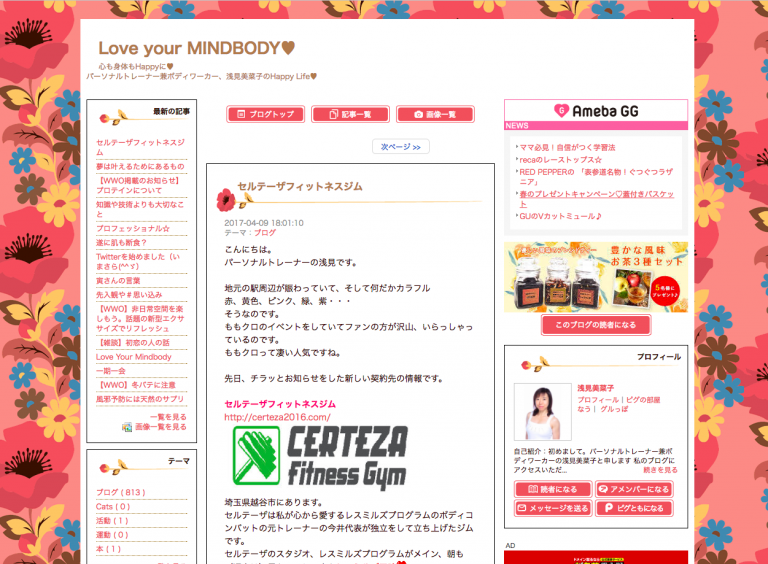 Love your MINDBODY♥
心も身体もHappyに♥
パーソナルトレーナー兼ボディワーカー、浅見美菜子のHappy Life♥
最新の記事
セルテーザフィットネスジム
夢は叶えるためにあるもの
【WWO掲載のお知らせ】プロテインについて
知識や技術よりも大切なこと
プロフェッショナル☆
遂に肌も断食？
Twitterを始めました（いまさら(^^ゞ）
寅さんの言葉
先入観や＃思い込み
【WWO】非日常空間を楽しもう。話題の新型エクササイズでリフレッシュ
【雑談】初恋の人の話
Love Your Mindbody
一期一会
【WWO】冬バテに注意
風邪予防には天然のサプリ
一覧を見る
画像一覧を見る
テーマ
ブログ ( 813 )
Cats ( 0 )
活動 ( 1 )
運動 ( 0 )
本 ( 1 )
ブログトップ
記事一覧
画像一覧
次ページ >>
セルテーザフィットネスジム
2017-04-09 18:01:10
テーマ：ブログ
こんにちは。
パーソナルトレーナーの浅見です。
地元の駅周辺が賑わっていて、そして何だかカラフル
赤、黄色、ピンク、緑、紫・・・
そうなのです。
ももクロのイベントをしていてファンの方が沢山、いらっしゃっ
ているのです。
ももクロって凄い人気ですね。
先日、チラッとお知らせをした新しい契約先の情報です。
セルテーザフィットネスジム
http://certeza2016.com/
CERTEZA
Fitness Gym
埼玉県越谷市にあります。
セルテーザは私が心から愛するレスミルズプログラムのボディコ
ンバットの元トレーナーの今井代表が独立をして立ち上げたジム
です。
セルテーザのスタジオ、レスミルズプログラムがメイン、朝も
G Ameba GG
NEWS
ママ必見！自信がつく学習法
recaのレーストップス☆
RED PEPPERの 「表参道名物！ぐつぐつラザニア」
春のプレゼントキャンペーン♡蓋付きバスケット
GUのVカットミュール♪
豊かな風味
お茶３種セット
5名様に
プレゼント♪
このブログの読者になる
プロフィール
浅見美菜子
プロフィール｜ピグの部屋
なう｜ グルっぽ
自己紹介：初めまして。パーソナルトレーナー兼ボ
ディワーカーの浅見美菜子と申します 私のブログに
アクセスいただ...
続きを見る
読者になる
アメンバーになる
メッセージを送る
ピグともになる
AD